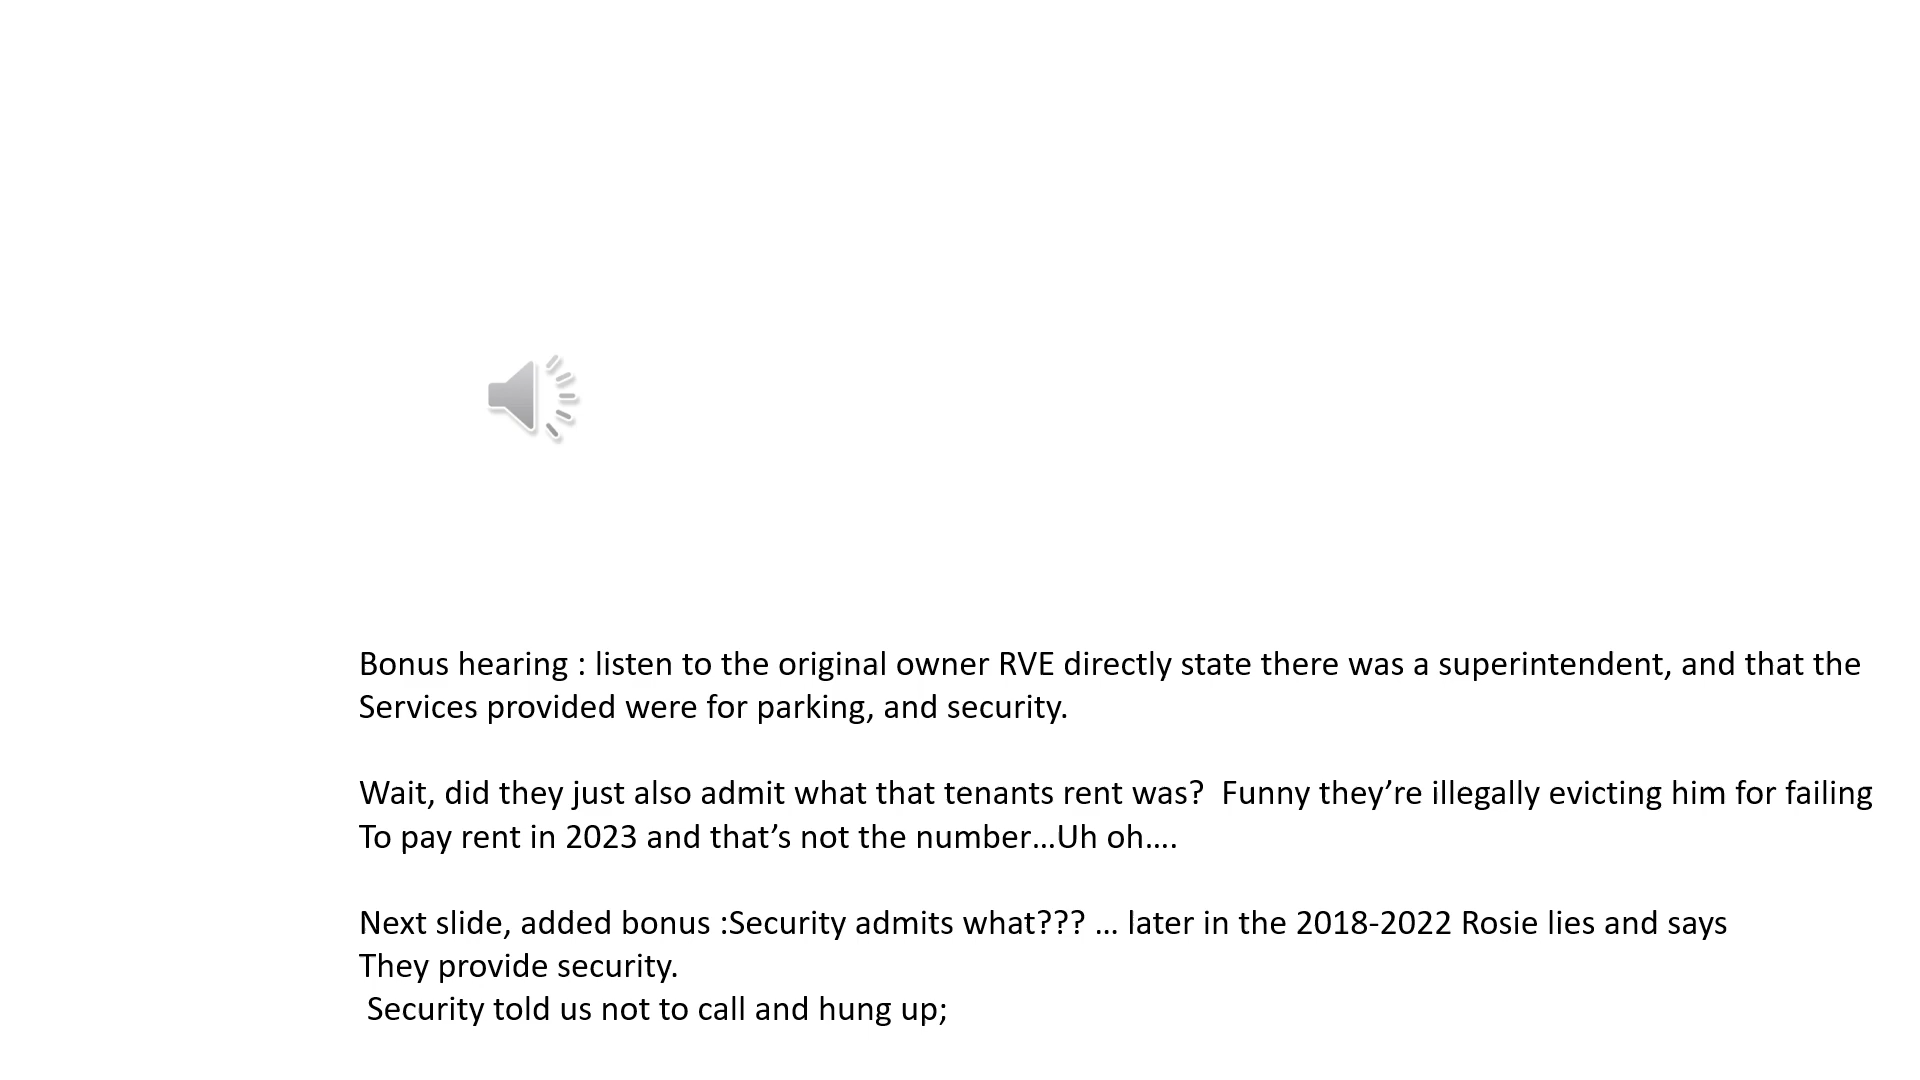 Bonus hearing : listen to the original owner RVE directly state there was a superintendent, and that the
Services provided were for parking, and security.
Wait, did they just also admit what that tenants rent was?  Funny they’re illegally evicting him for failing
To pay rent in 2023 and that’s not the number…Uh oh….
Next slide, added bonus :Security admits what??? … later in the 2018-2022 Rosie lies and says
They provide security.
Security told us not to call and hung up;